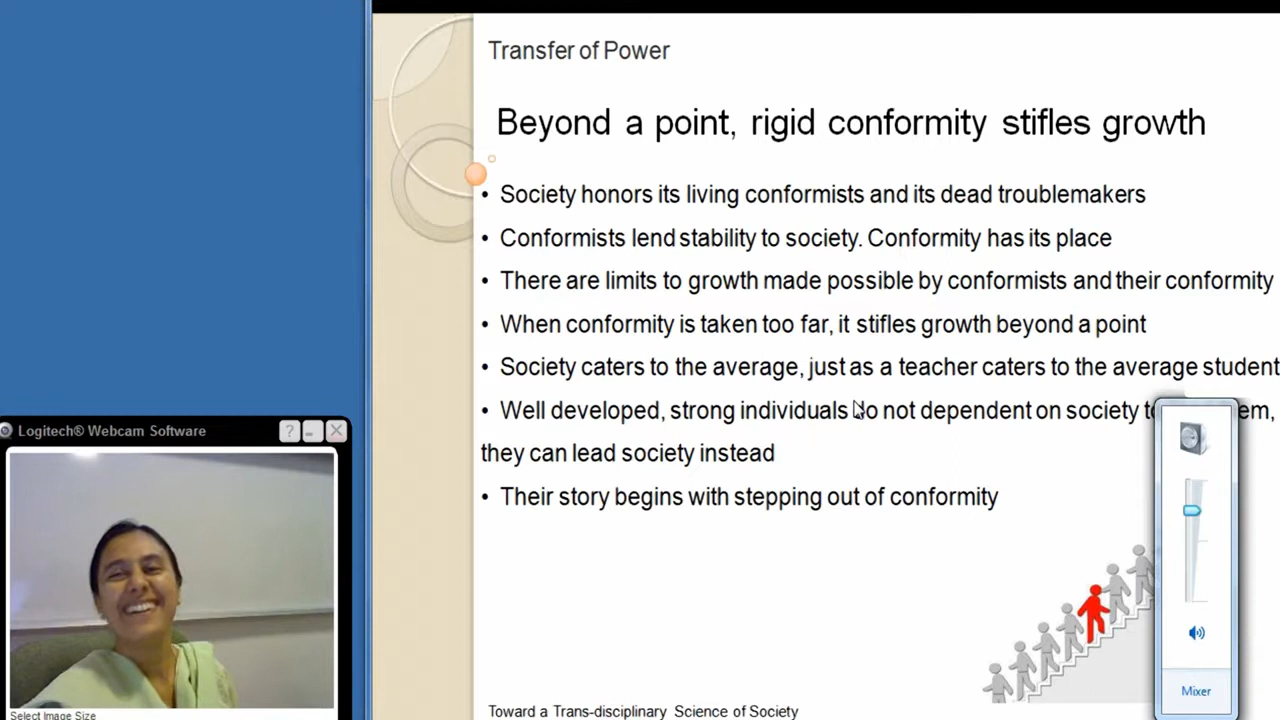 Transfer of Power
Beyond a point, rigid conformity stifles growth
• Society honors its living conformists and its dead troublemakers
• Conformists lend stability to society. Conformity has its place
• There are limits to growth made possible by conformists and their conformity
• When conformity is taken too far, it stifles growth beyond a point
• Society caters to the average, just as a teacher caters to the average student
• Well developed, strong individuals do not dependent on society
they can lead society instead
• Their story begins with stepping out of conformity
Logitech® Webcam Software
Select Image Size
Mixer
Toward a Trans-disciplinary Science of Society